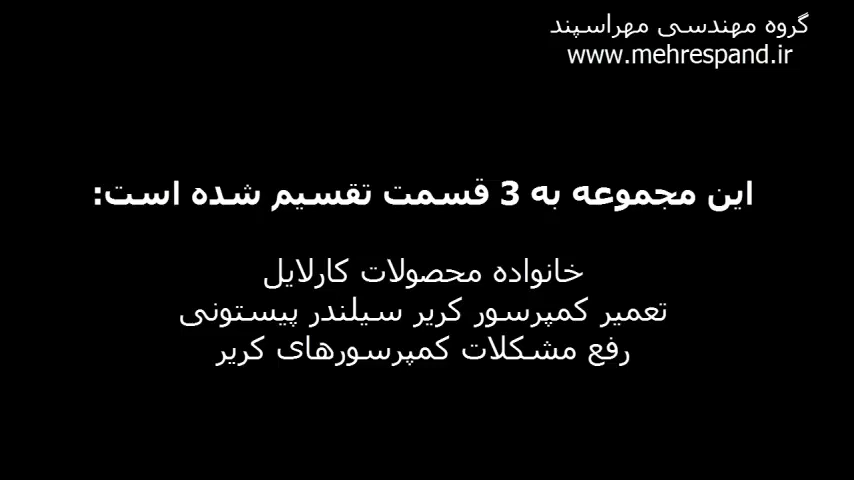 گروه مهندسی مهراسپند
www.mehrespand.ir
این مجموعه به 3 قسمت تقسیم شده است:
خانواده محصولات کارلایل
تعمیر کمپرسور کریر سیلندر پیستونی
رفع مشکلات کمپرسورهای کریر